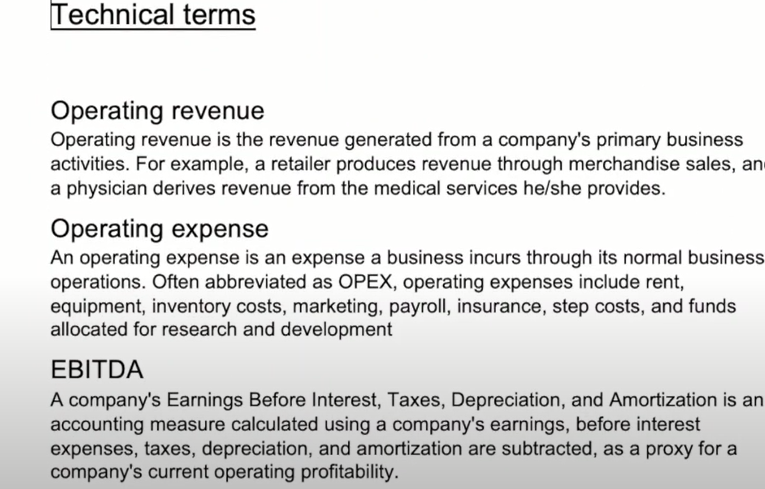 Technical terms
Operating revenue
Operating revenue is the revenue generated from a company's primary business
activities. For example, a retailer produces revenue through merchandise sales, an
a physician derives revenue from the medical services he/she provides.
Operating expense
An operating expense is an expense a business incurs through its normal business
operations. Often abbreviated as OPEX, operating expenses include rent,
equipment, inventory costs, marketing, payroll, insurance, step costs, and funds
allocated for research and development
EBITDA
A company's Earnings Before Interest, Taxes, Depreciation, and Amortization is an
accounting measure calculated using a company's earnings, before interest
expenses, taxes, depreciation, and amortization are subtracted, as a proxy for a
company's current operating profitability.